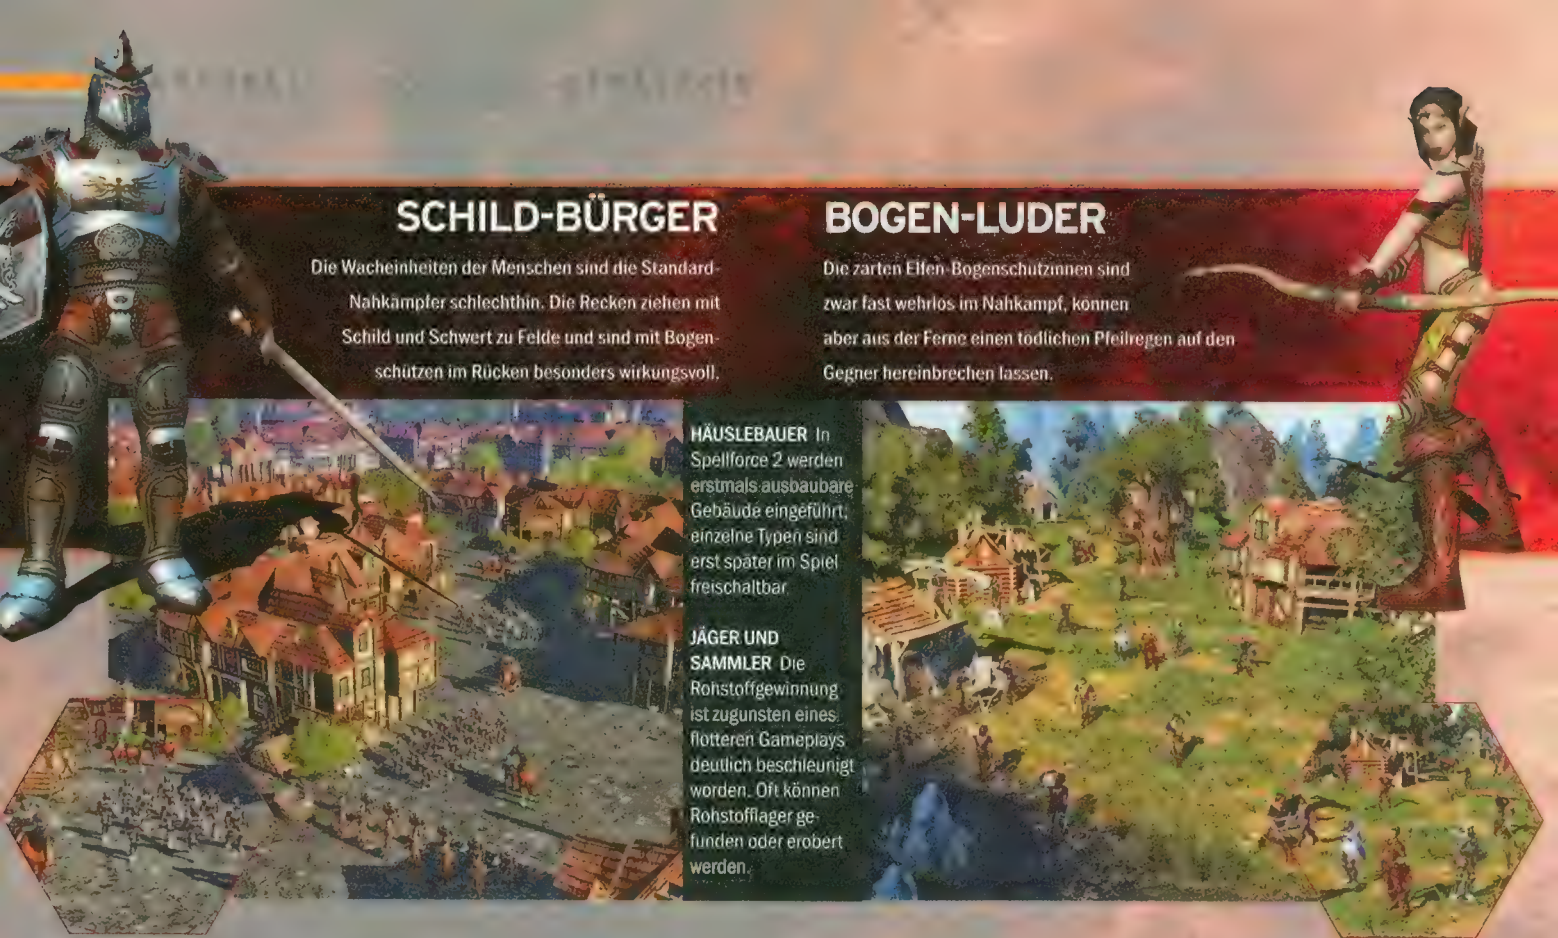 SCHILD-BÜRGER
Die Wacheinheiten der Menschen sind die Standard-
Nahkämpfer schlechthin. Die Recken ziehen mit
Schild und Schwert zu Felde und sind mit Bogen-
schützen im Rücken besonders wirkungsvoll.
BOGEN-LUDER
Die zarten Elfen-Bogenschützinnen sind
zwar fast wehrlos im Nahkampf, können
aber aus der Ferne einen tödlichen Pfeilregen auf den
Gegner hereinbrechen lassen.
HÄUSLEBAUER In
Spellforce 2 werden
erstmals ausbaubare
Gebäude eingeführt;
einzelne Typen sind
erst später im Spiel
freischaltbar.
JÄGER UND
SAMMLER Die
Rohstoffgewinnung
ist zugunsten eines
flotteren Gameplays
deutlich beschleunigt
worden. Oft können
Rohstofflager ge-
funden oder erobert
werden.